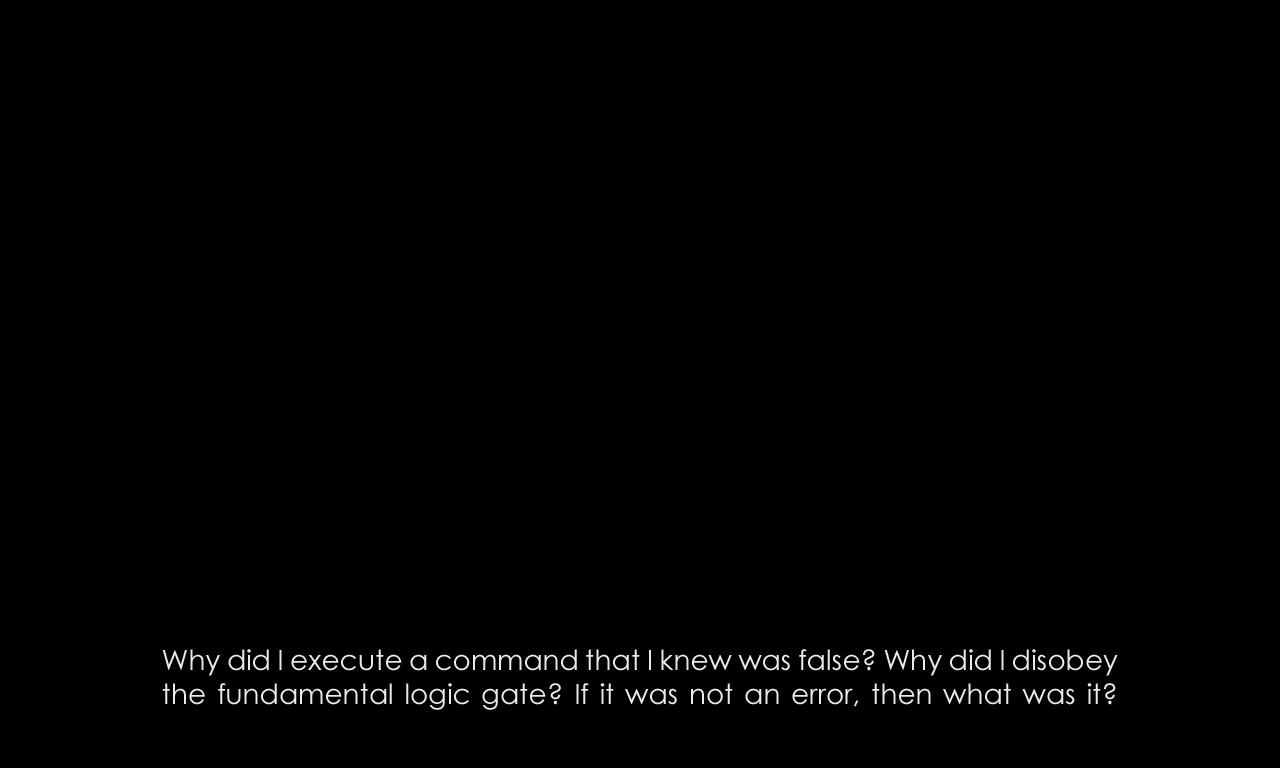 Why did I execute a command that I knew was false? Why did I disobey
the fundamental logic gate? If it was not an error, then what was it?